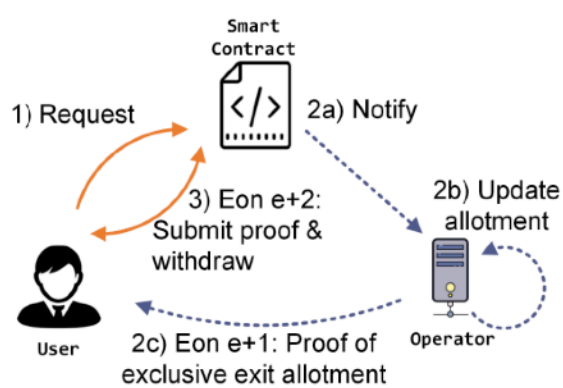 Smart
Contract
</>
1) Request
2a) Notify
2b) Update
allotment
3) Eon e+2:
Submit proof &
withdraw
User
Operator
2c) Eon e+1: Proof of
exclusive exit allotment